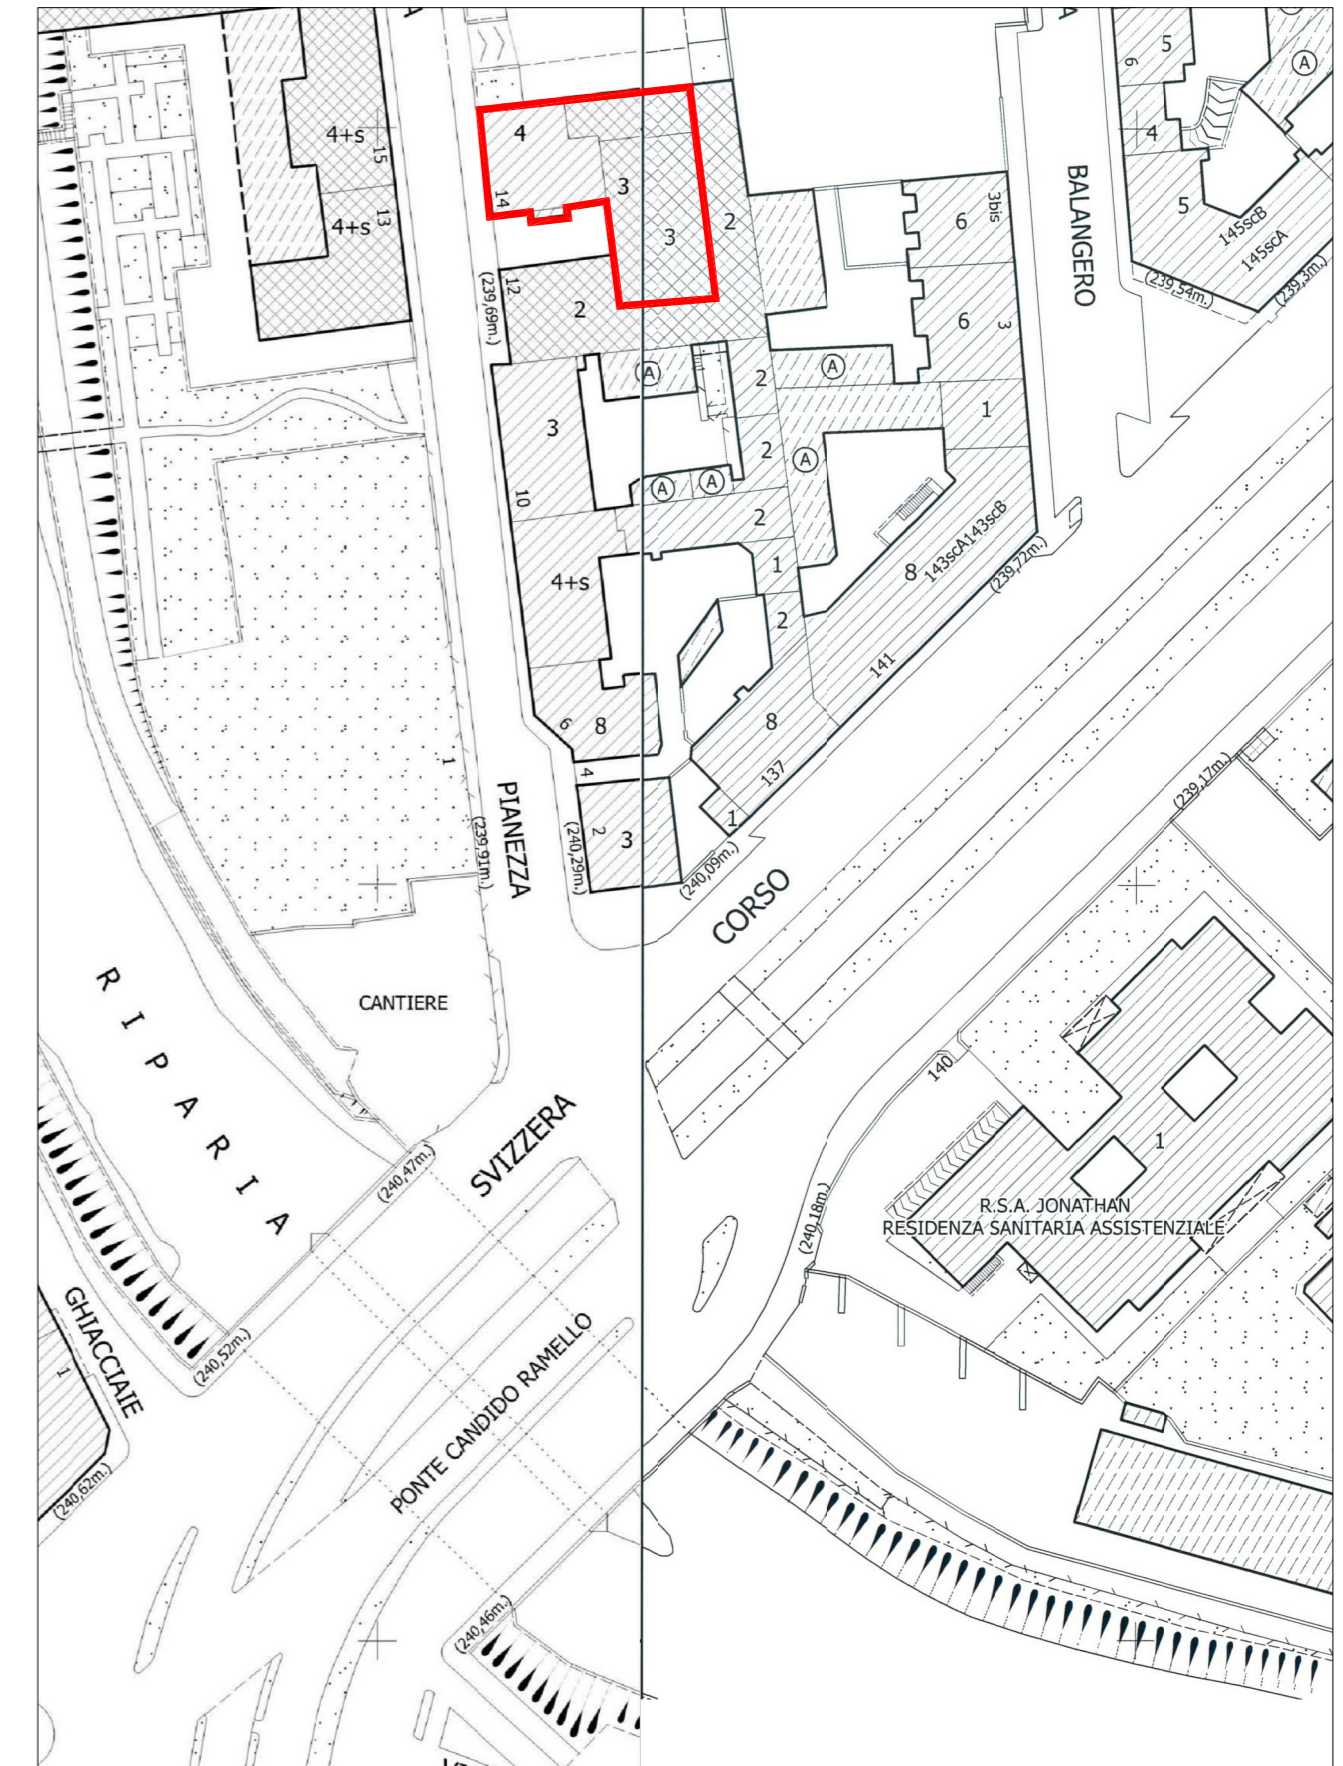 A
A
5
A
6
4
4+s
15
4
3
14
2
3
3bis
6
BALANGERO
5
145scB
145scA
4+s
13
(239,54m.)
(239,3m.)
12
(239,69m.)
2
6
3
A
2
A
1
3
2
A
10
A
A
2
8
143scA143scB
(239,72m.)
4+s
1
2
141
6
8
8
1
4
137
PIANEZZA
(239,17m.)
(239,91m.)
2
3
(240,29m.)
1
(240,09m.)
CORSO
RIPARIA
CANTIERE
140
SVIZZERA
1
(240,47m.)
R.S.A. JONATHAN
RESIDENZA SANITARIA ASSISTENZIALE
(240,18m.)
GHIACCIAIE
1
(240,52m.)
PONTE CANDIDO RAMELLO
(240,62m.)
(240,46m.)